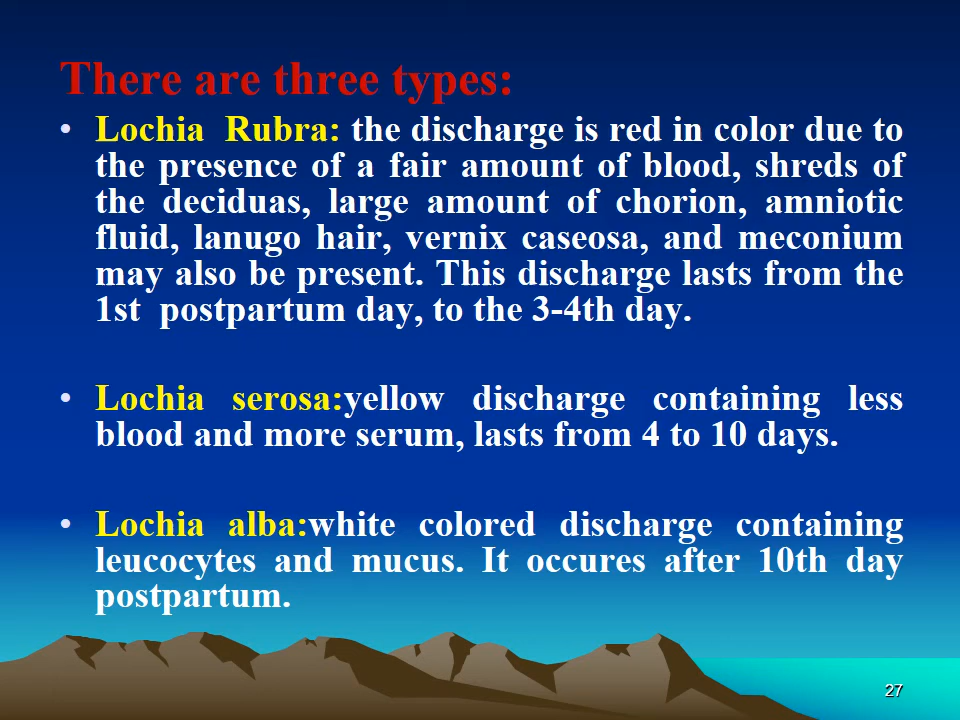 There are three types:
• Lochia Rubra: the discharge is red in color due to
the presence of a fair amount of blood, shreds of
the deciduas, large amount of chorion, amniotic
fluid, lanugo hair, vernix caseosa, and meconium
may also be present. This discharge lasts from the
1st postpartum day, to the 3-4th day.
• Lochia serosa:yellow discharge containing less
blood and more serum, lasts from 4 to 10 days.
• Lochia alba:white colored discharge containing
leucocytes and mucus. It occures after 10th day
postpartum.
27